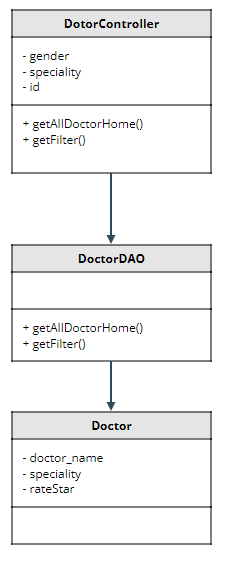 DotorController
- gender
- speciality
- id
+ getAllDoctorHome()
+ getFilter()
DoctorDAO
+ getAllDoctorHome()
+ getFilter()
Doctor
- doctor_name
- speciality
- rateStar